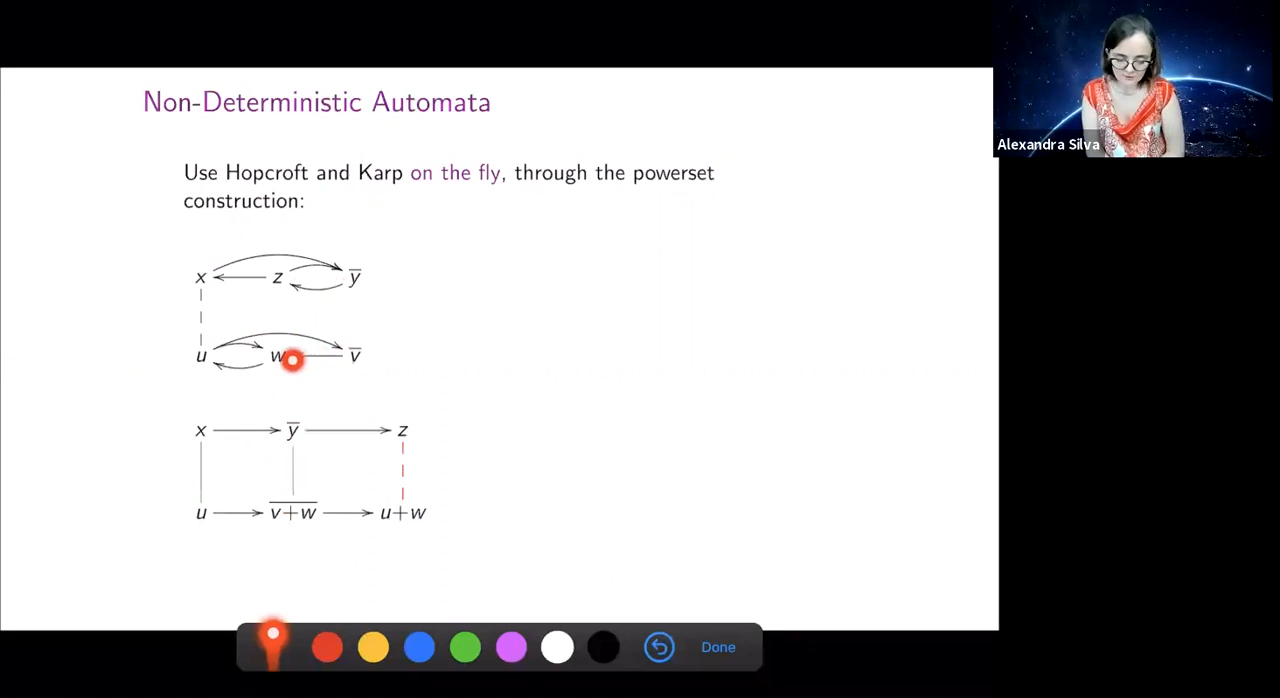 Non-Deterministic Automata
Alexandra Silva
Use Hopcroft and Karp on the fly, through the powerset
construction:
x z y̅
u w v̅
x y̅ z
u v̅+̅w̅ u+w
Done